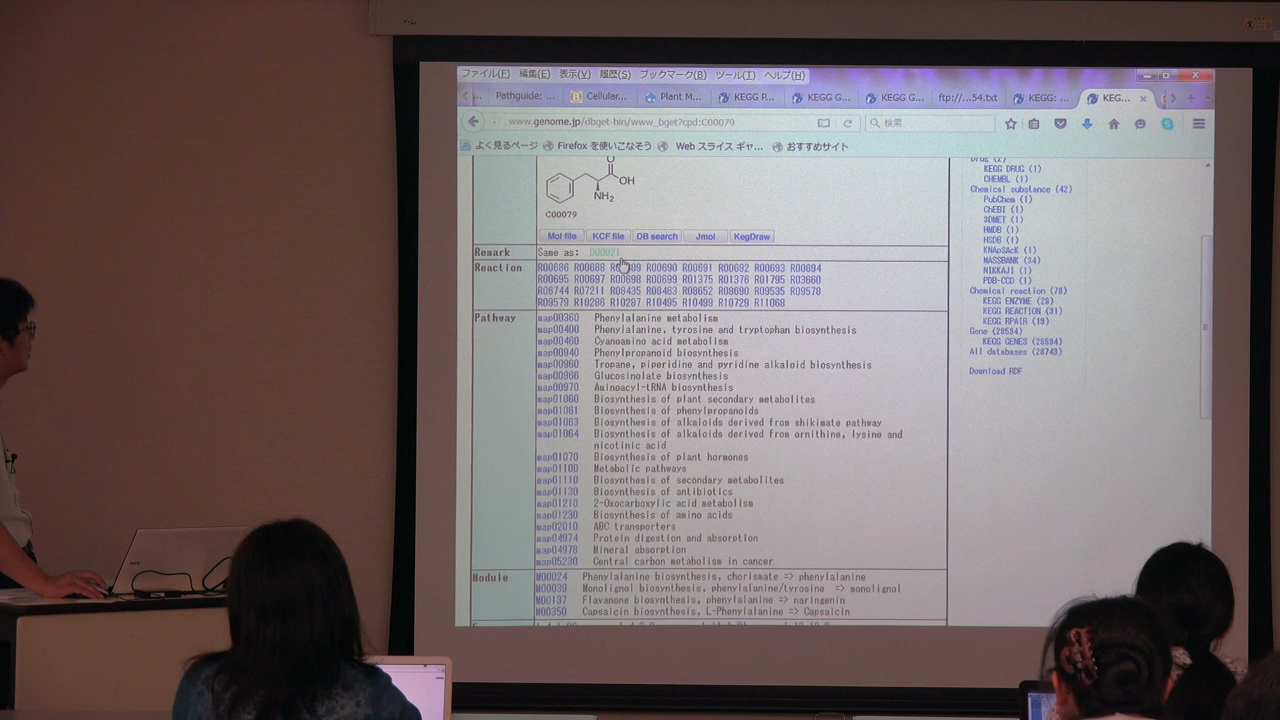 ファイル(F) 編集(E) 表示(V) 履歴(S) ブックマーク(B) ツール(T) ヘルプ(H)
Pathguide: ... Cellular... Plant M... KEGG P... KEGG G... KEGG G... ftp://...54.txt KEGG: ... KEG...
www.genome.jp/dbget-bin/www_bget?cpd:C00079 検索
よく見るページ Firefox を使いこなそう Web スライス ギャ... おすすめサイト
OH
NH2
C00079
Mol file KCF file DB search Jmol KegDraw
Remark Same as: D00021
Reaction R00686 R00688 R00689 R00690 R00691 R00692 R00693 R00694
R00695 R00697 R00698 R00699 R01375 R01376 R01795 R03660
R06744 R07211 R08435 R08463 R08652 R08690 R09535 R09578
R09579 R10286 R10287 R10495 R10499 R10729 R11068
Pathway map00360 Phenylalanine metabolism
map00400 Phenylalanine, tyrosine and tryptophan biosynthesis
map00460 Cyanoamino acid metabolism
map00940 Phenylpropanoid biosynthesis
map00960 Tropane, piperidine and pyridine alkaloid biosynthesis
map00966 Glucosinolate biosynthesis
map00970 Aminoacyl-tRNA biosynthesis
map01060 Biosynthesis of plant secondary metabolites
map01061 Biosynthesis of phenylpropanoids
map01063 Biosynthesis of alkaloids derived from shikimate pathway
map01064 Biosynthesis of alkaloids derived from ornithine, lysine and
nicotinic acid
map01070 Biosynthesis of plant hormones
map01100 Metabolic pathways
map01110 Biosynthesis of secondary metabolites
map01130 Biosynthesis of antibiotics
map01210 2-Oxocarboxylic acid metabolism
map01230 Biosynthesis of amino acids
map02010 ABC transporters
map04974 Protein digestion and absorption
map04978 Mineral absorption
map05230 Central carbon metabolism in cancer
Module M00024 Phenylalanine biosynthesis, chorismate => phenylalanine
M00039 Monolignol biosynthesis, phenylalanine/tyrosine => monolignol
M00137 Flavanone biosynthesis, phenylalanine => naringenin
M00350 Capsaicin biosynthesis, L-Phenylalanine => Capsaicin
Drug (2)
KEGG DRUG (1)
CHEMBL (1)
Chemical substance (42)
PubChem (1)
ChEBI (1)
3DMET (1)
HMDB (1)
HSDB (1)
KNApSAcK (1)
MASSBANK (34)
NIKKAJI (1)
PDB-CCD (1)
Chemical reaction (78)
KEGG ENZYME (28)
KEGG REACTION (31)
KEGG RPAIR (19)
Gene (28594)
KEGG GENES (28594)
All databases (28743)
Download RDF